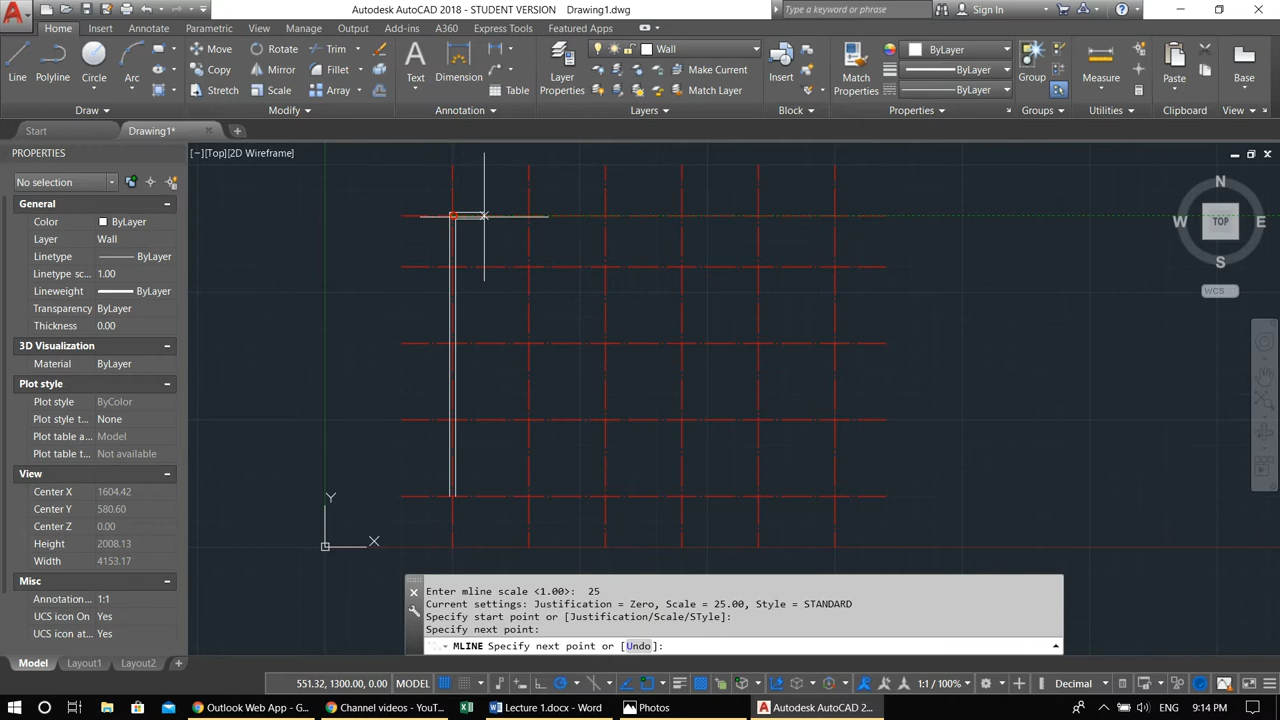 A
Autodesk AutoCAD 2018 - STUDENT VERSION Drawing1.dwg
Type a keyword or phrase
Sign In
Home Insert Annotate Parametric View Manage Output Add-ins A360 Express Tools Featured Apps
Line
Polyline
Circle
Arc
Move
Rotate
Trim
Copy
Mirror
Fillet
Stretch
Scale
Array
Text
Dimension
Table
Layer
Properties
Wall
Make Current
Match Layer
Insert
Match
Properties
ByLayer
ByLayer
ByLayer
Group
Measure
Paste
Base
Draw
Modify
Annotation
Layers
Block
Properties
Groups
Utilities
Clipboard
View
Start
Drawing1*
PROPERTIES
No selection
General
Color ByLayer
Layer Wall
Linetype ByLayer
Linetype sc... 1.00
Lineweight ByLayer
Transparency ByLayer
Thickness 0.00
3D Visualization
Material ByLayer
Plot style
Plot style ByColor
Plot style t... None
Plot table a... Model
Plot table t... Not available
View
Center X 1604.42
Center Y 580.60
Center Z 0.00
Height 2008.13
Width 4153.17
Misc
Annotation... 1:1
UCS icon On Yes
UCS icon at... Yes
[−][Top][2D Wireframe]
N
W TOP E
S
WCS
Y
X
Enter mline scale <1.00>: 25
Current settings: Justification = Zero, Scale = 25.00, Style = STANDARD
Specify start point or [Justification/Scale/STyle]:
Specify next point:
MLINE Specify next point or [Undo]:
Model Layout1 Layout2
551.32, 1300.00, 0.00 MODEL
1:1 / 100%
Decimal
Outlook Web App - G...
Channel videos - YouT...
Lecture 1.docx - Word
Photos
Autodesk AutoCAD 2...
ENG 9:14 PM